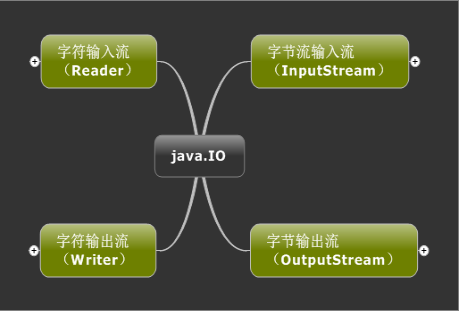 字符输入流
（Reader）
字节流输入流
（InputStream）
java.IO
字符输出流
（Writer）
字节输出流
（OutputStream）